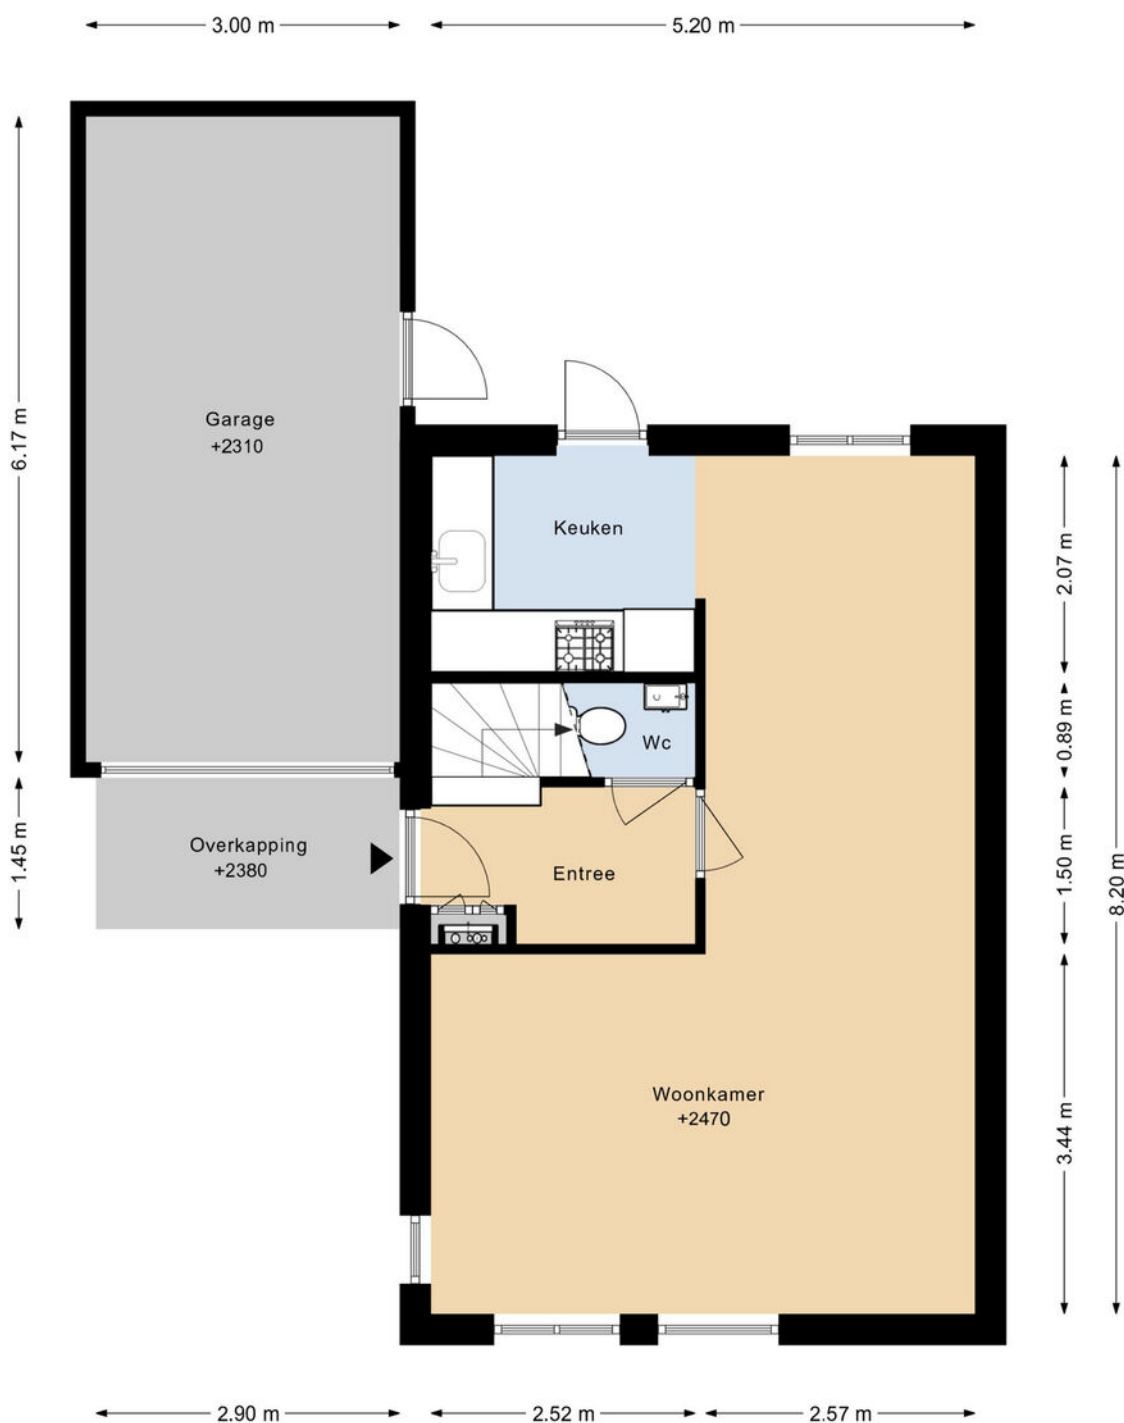 3.00 m
5.20 m
6.17 m
Garage
+2310
Keuken
2.07 m
Wc
0.89 m
Overkapping
+2380
1.45 m
Entree
1.50 m
8.20 m
Woonkamer
+2470
3.44 m
2.90 m
2.52 m
2.57 m